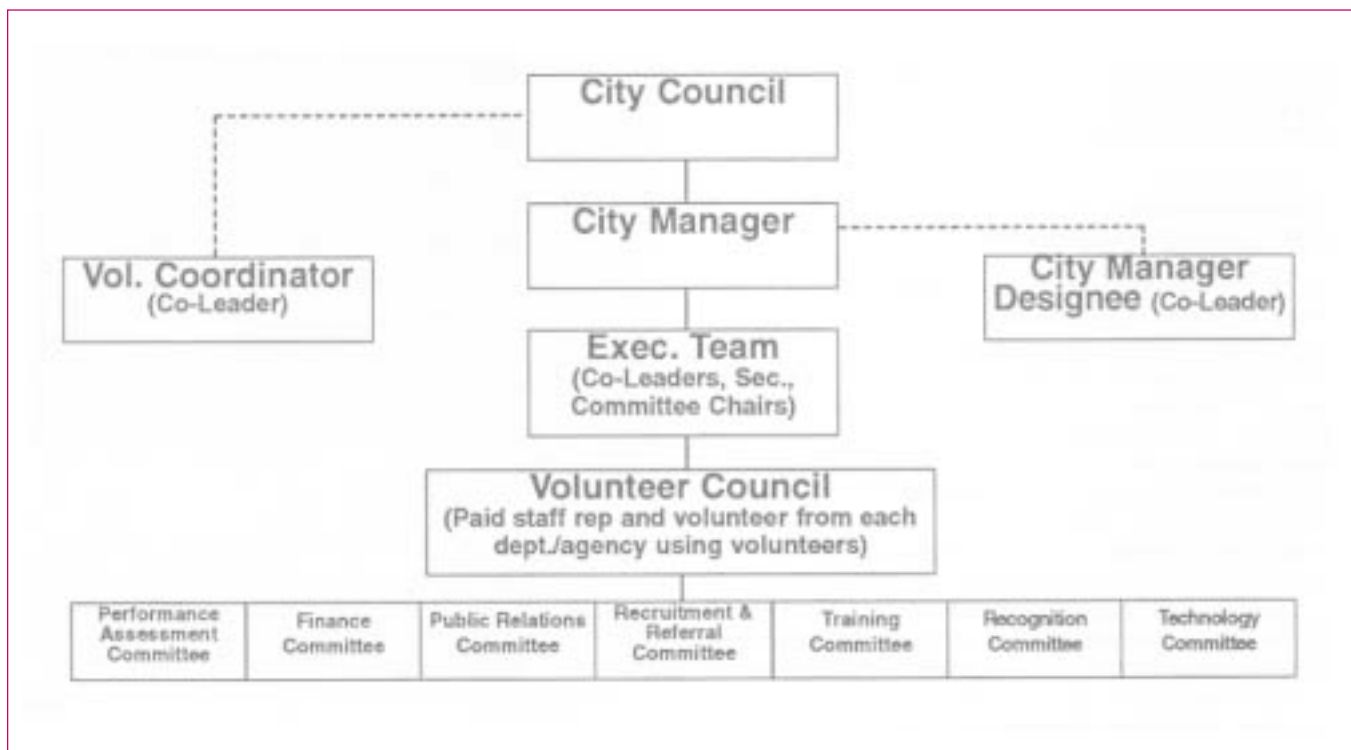 City Council
City Manager
Vol. Coordinator
(Co-Leader)
City Manager
Designee (Co-Leader)
Exec. Team
(Co-Leaders, Sec.,
Committee Chairs)
Volunteer Council
(Paid staff rep and volunteer from each
dept./agency using volunteers)
Performance
Assessment
Committee
Finance
Committee
Public Relations
Committee
Recruitment &
Referral
Committee
Training
Committee
Recognition
Committee
Technology
Committee